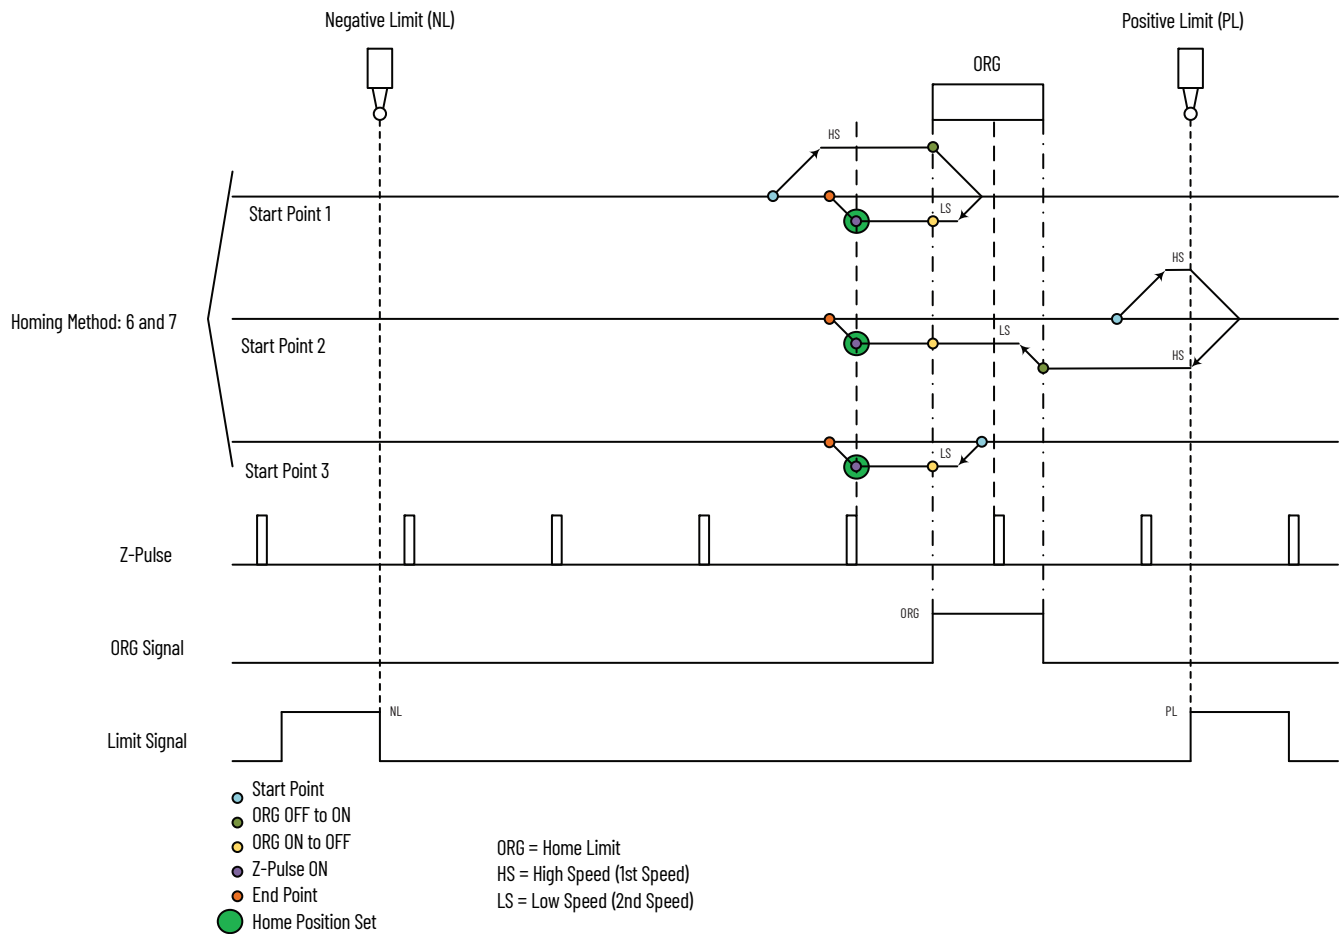 Negative Limit (NL)
Positive Limit (PL)
ORG
HS
Start Point 1
LS
HS
Homing Method: 6 and 7
Start Point 2
LS
HS
Start Point 3
LS
Z-Pulse
ORG
ORG Signal
NL
PL
Limit Signal
Start Point
ORG OFF to ON
ORG ON to OFF
Z-Pulse ON
End Point
Home Position Set
ORG = Home Limit
HS = High Speed (1st Speed)
LS = Low Speed (2nd Speed)